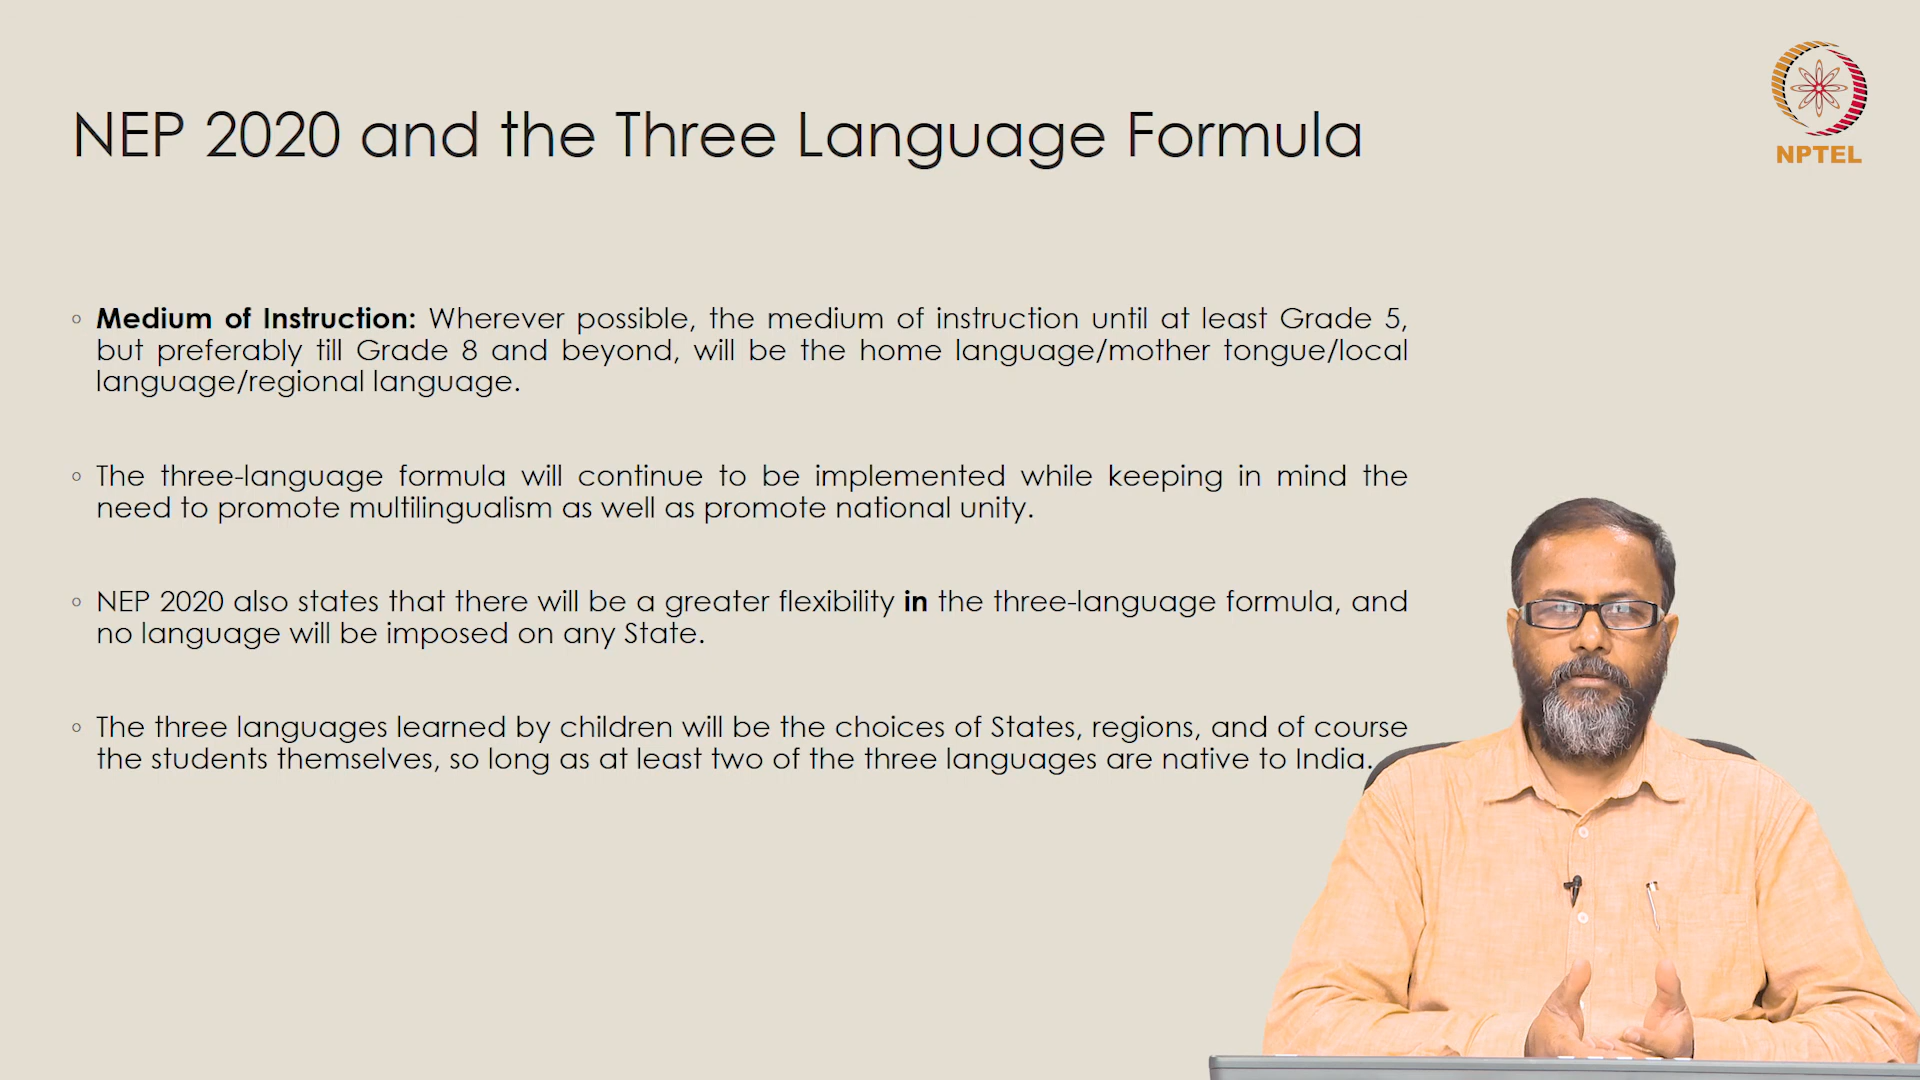 NEP 2020 and the Three Language Formula
NPTEL
Medium of Instruction: Wherever possible, the medium of instruction until at least Grade 5,
but preferably till Grade 8 and beyond, will be the home language/mother tongue/local
language/regional language.
The three-language formula will continue to be implemented while keeping in mind the
need to promote multilingualism as well as promote national unity.
NEP 2020 also states that there will be a greater flexibility in the three-language formula, and
no language will be imposed on any State.
The three languages learned by children will be the choices of States, regions, and of course
the students themselves, so long as at least two of the three languages are native to India.